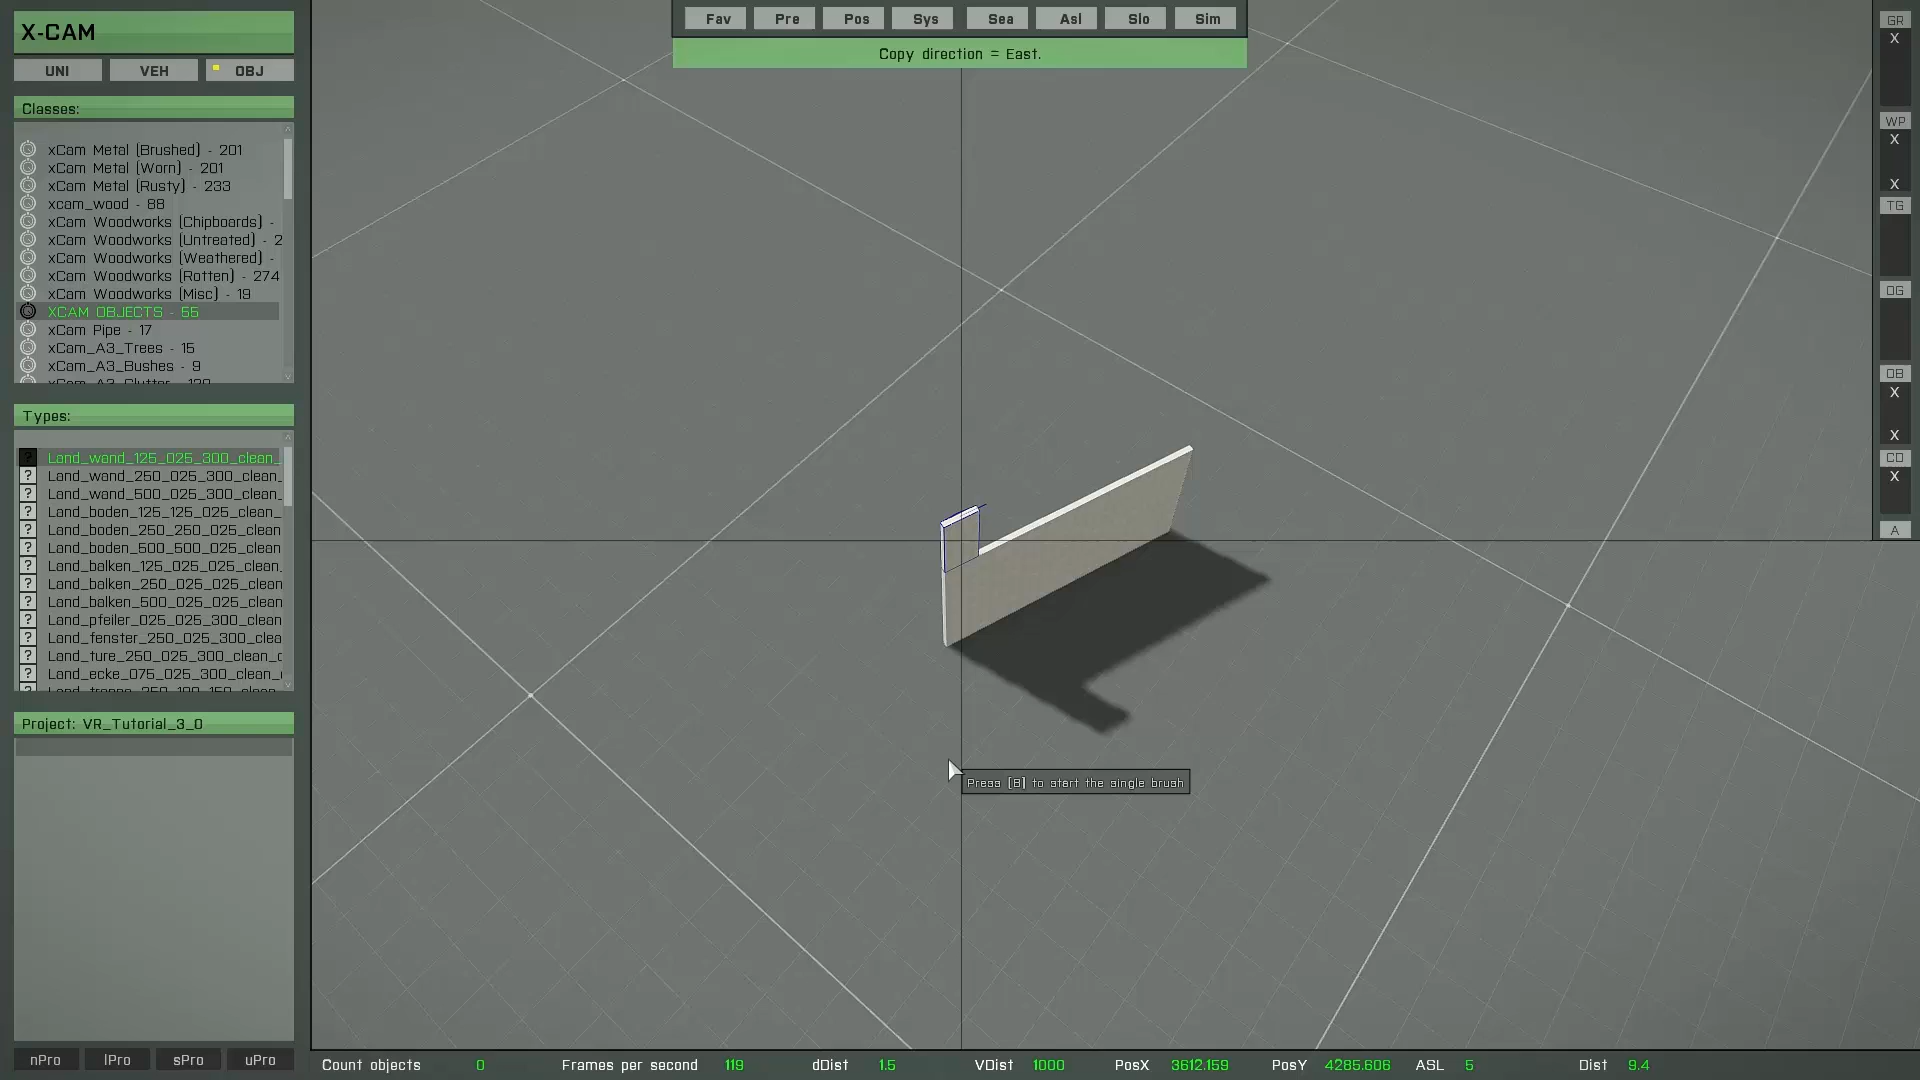 X-CAM
UNI VEH OBJ
Classes:
xCam Metal (Brushed) - 201
xCam Metal (Worn) - 201
xCam Metal (Rusty) - 233
xcam_wood - 88
xCam Woodworks (Chipboards) -
xCam Woodworks (Untreated) - 2
xCam Woodworks (Weathered) -
xCam Woodworks (Rotten) - 274
xCam Woodworks (Misc) - 19
XCAM OBJECTS - 55
xCam Pipe - 17
xCam_A3_Trees - 15
xCam_A3_Bushes - 9
Types:
? Land_wand_125_025_300_clean_
? Land_wand_250_025_300_clean_
? Land_wand_500_025_300_clean_
? Land_boden_125_125_025_clean_
? Land_boden_250_250_025_clean
? Land_boden_500_500_025_clean
? Land_balken_125_025_025_clean_
? Land_balken_250_025_025_clean
? Land_balken_500_025_025_clean
? Land_pfeiler_025_025_300_clean
? Land_fenster_250_025_300_clea
? Land_ture_250_025_300_clean_c
? Land_ecke_075_025_300_clean_
Project: VR_Tutorial_3_0
nPro lPro sPro uPro
Fav Pre Pos Sys Sea Asl Slo Sim
Copy direction = East.
Press [B] to start the single brush
GR
X
WP
X
X
TG
OG
OB
X
X
CO
X
A
Count objects 0 Frames per second 119 dDist 1.5 VDist 1000 PosX 3612.159 PosY 4285.606 ASL 5 Dist 9.4